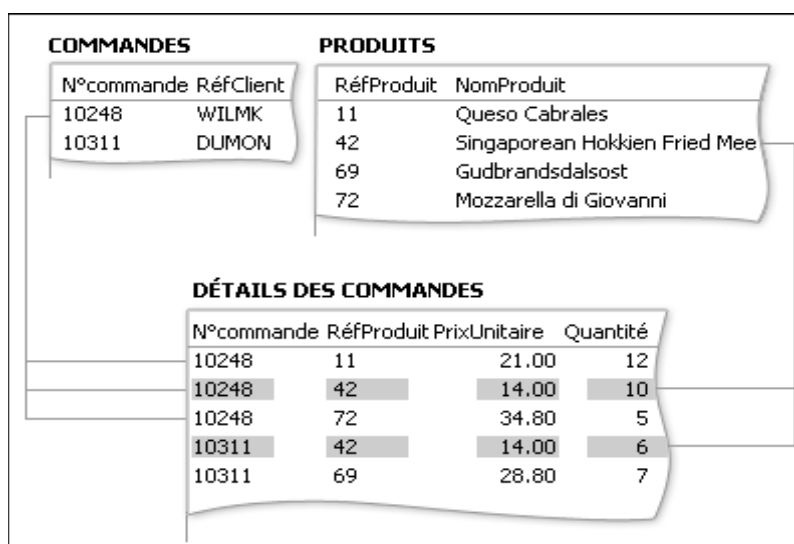 COMMANDES
N°commande RéfClient
10248 WILMK
10311 DUMON
PRODUITS
RéfProduit NomProduit
11 Queso Cabrales
42 Singaporean Hokkien Fried Mee
69 Gudbrandsdalsost
72 Mozzarella di Giovanni
DÉTAILS DES COMMANDES
N°commande RéfProduit PrixUnitaire Quantité
10248 11 21.00 12
10248 42 14.00 10
10248 72 34.80 5
10311 42 14.00 6
10311 69 28.80 7